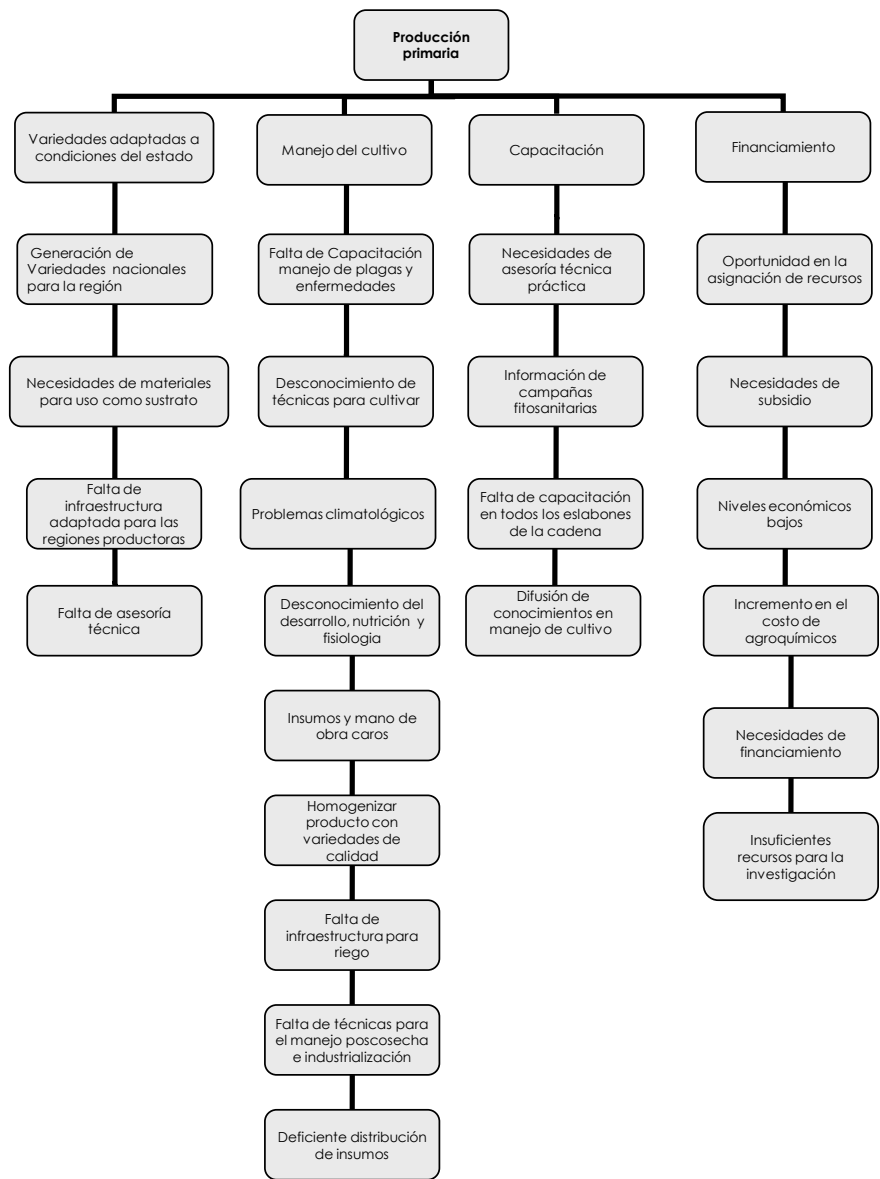 Producción
primaria
Variedades adaptadas a
condiciones del estado
Manejo del cultivo
Capacitación
Financiamiento
Generación de
Variedades nacionales
para la región
Falta de Capacitación
manejo de plagas y
enfermedades
Necesidades de
asesoría técnica
práctica
Oportunidad en la
asignación de recursos
Necesidades de materiales
para uso como sustrato
Desconocimiento de
técnicas para cultivar
Información de
campañas
fitosanitarias
Necesidades de
subsidio
Falta de
infraestructura
adaptada para las
regiones productoras
Problemas climatológicos
Falta de capacitación
en todos los eslabones
de la cadena
Niveles económicos
bajos
Falta de asesoría
técnica
Desconocimiento del
desarrollo, nutrición y
fisiologia
Difusión de
conocimientos en
manejo de cultivo
Incremento en el
costo de
agroquímicos
Insumos y mano de
obra caros
Necesidades de
financiamiento
Homogenizar
producto con
variedades de
calidad
Insuficientes
recursos para la
investigación
Falta de
infraestructura para
riego
Falta de técnicas para
el manejo poscosecha
e industrialización
Deficiente distribución
de insumos